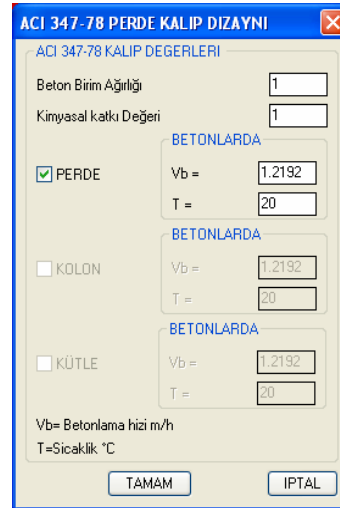 ACI 347-78 PERDE KALIP DIZAYNI
ACI 347-78 KALIP DEGERLERI
Beton Birim Ağırlığı 1
Kimyasal katkı Değeri 1
BETONLARDA
PERDE Vb = 1.2192
T = 20
BETONLARDA
KOLON Vb = 1.2192
T = 20
BETONLARDA
KÜTLE Vb = 1.2192
T = 20
Vb= Betonlama hizi m/h
T=Sicaklik °C
TAMAM IPTAL